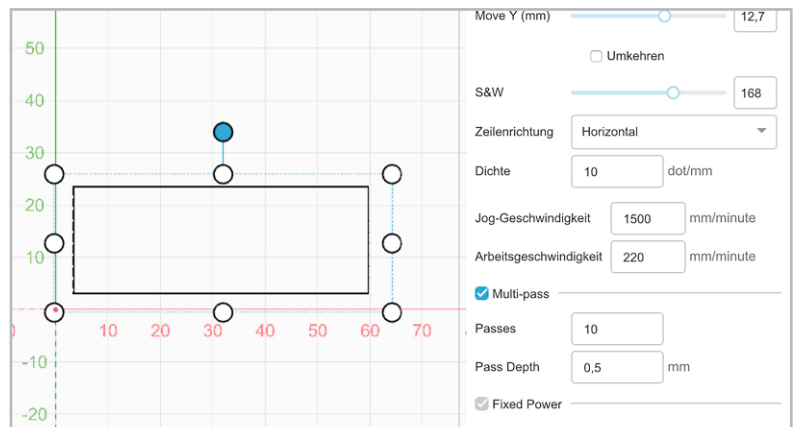 Move Y (mm) 12,7
Umkehren
S&W 168
Zeilenrichtung Horizontal
Dichte 10 dot/mm
Jog-Geschwindigkeit 1500 mm/minute
Arbeitsgeschwindigkeit 220 mm/minute
Multi-pass
Passes 10
Pass Depth 0,5 mm
Fixed Power
50
40
30
20
10
10 20 30 40 50 60 70
-10
-20